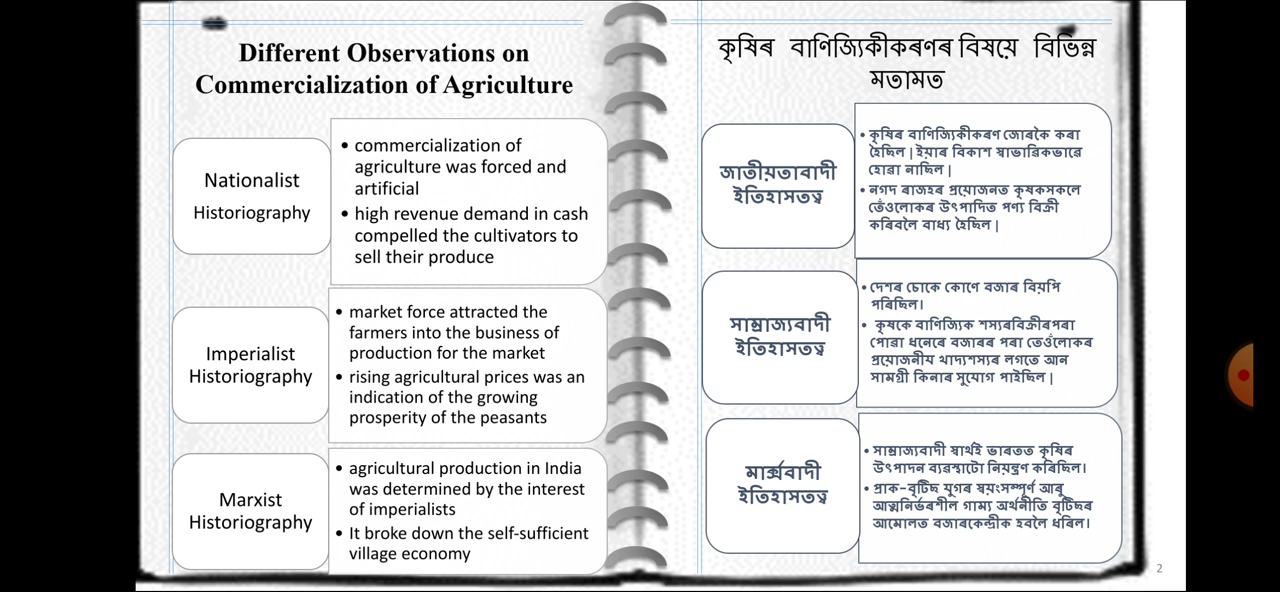 Different Observations on
Commercialization of Agriculture
Nationalist
Historiography
• commercialization of
agriculture was forced and
artificial
• high revenue demand in cash
compelled the cultivators to
sell their produce
Imperialist
Historiography
• market force attracted the
farmers into the business of
production for the market
• rising agricultural prices was an
indication of the growing
prosperity of the peasants
Marxist
Historiography
• agricultural production in India
was determined by the interest
of imperialists
• It broke down the self-sufficient
village economy
কৃষিৰ বাণিজ্যিকীকৰণৰ বিষয়ে বিভিন্ন
মতামত
জাতীয়তাবাদী
ইতিহাসতত্ব
• কৃষিৰ বাণিজ্যিকীকৰণ জোৰকৈ কৰা
হৈছিল | ইয়াৰ বিকাশ স্বাভাৱিকভাৱে
হোৱা নাছিল |
• নগদ ৰাজহৰ প্ৰয়োজনত কৃষকসকলে
তেঁওলোকৰ উৎপাদিত পণ্য বিক্ৰী
কৰিবলৈ বাধ্য হৈছিল |
সাম্ৰাজ্যবাদী
ইতিহাসতত্ব
• দেশৰ চোকে কোণে বজাৰ বিয়পি
পৰিছিল।
• কৃষকে বাণিজ্যিক শস্যৰবিক্ৰীৰপৰা
পোৱা ধনেৰে বজাৰৰ পৰা তেওঁলোকৰ
প্ৰয়োজনীয় খাদ্যশস্যৰ লগতে আন
সামগ্ৰী কিনাৰ সুযোগ পাইছিল |
মাৰ্ক্সবাদী
ইতিহাসতত্ব
• সাম্ৰাজ্যবাদী স্বাৰ্থই ভাৰতত কৃষিৰ
উৎপাদন ব্যৱস্থাটো নিয়ন্ত্ৰণ কৰিছিল।
• প্ৰাক-বৃটিছ যুগৰ স্বয়ংসম্পূৰ্ণ আৰু
আত্মনিৰ্ভৰশীল গাম্য অৰ্থনীতি বৃটিছৰ
আমোলত বজাৰকেন্দ্ৰীক হবলৈ ধৰিল।
2